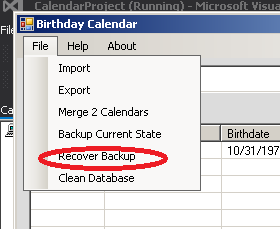 CalendarProject (Running) - Microsoft Visua
Birthday Calendar
File Help About
Import
Export
Merge 2 Calendars
Backup Current State
Birthdate
Recover Backup
10/31/197
Clean Database